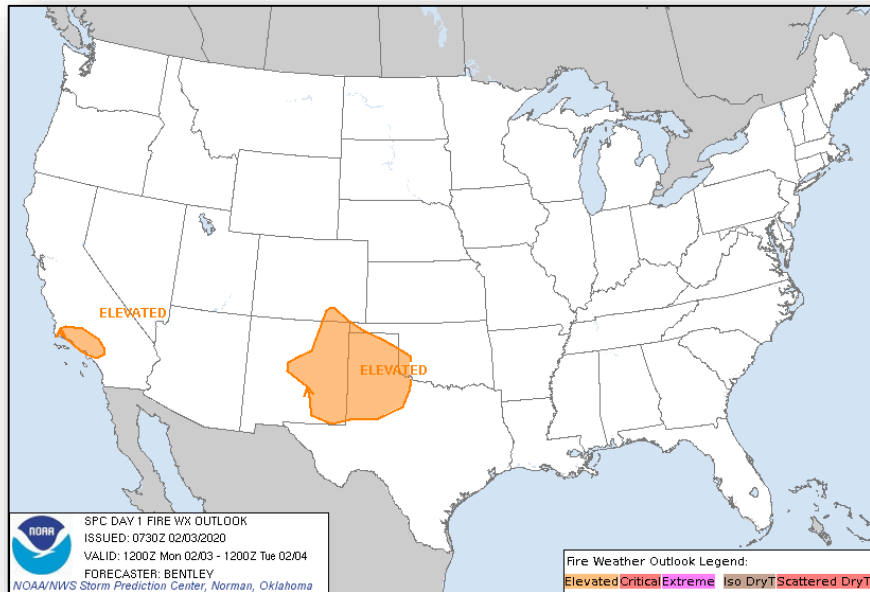 ELEVATED
ELEVATED
NOAA
SPC DAY 1 FIRE WX OUTLOOK
ISSUED: 0730Z 02/03/2020
VALID: 1200Z Mon 02/03 - 1200Z Tue 02/04
FORECASTER: BENTLEY
NOAA/NWS Storm Prediction Center, Norman, Oklahoma
Fire Weather Outlook Legend:
Elevated Critical Extreme Iso DryT Scattered DryT